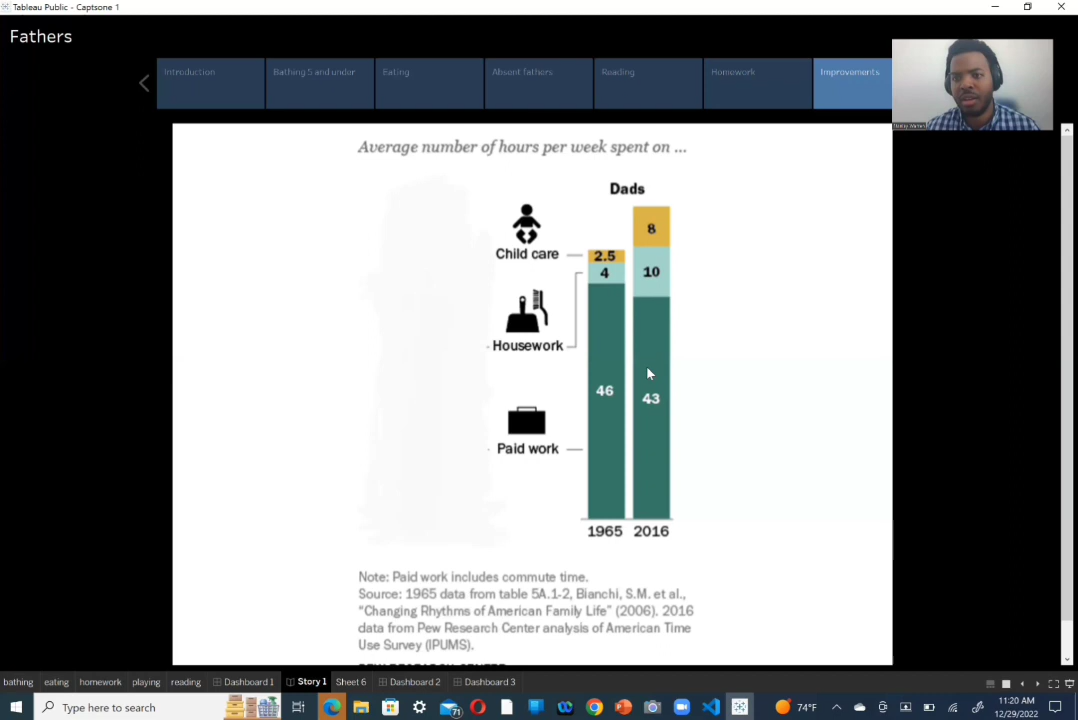 Tableau Public - Captsone 1
Fathers
Introduction
Bathing 5 and under
Eating
Absent fathers
Reading
Homework
Improvements
Average number of hours per week spent on ...
Dads
8
Child care
2.5
4
10
Housework
46
43
Paid work
1965 2016
Note: Paid work includes commute time.
Source: 1965 data from table 5A.1-2, Bianchi, S.M. et al.,
“Changing Rhythms of American Family Life” (2006). 2016
data from Pew Research Center analysis of American Time
Use Survey (IPUMS).
PEW RESEARCH CENTER
bathing
eating
homework
playing
reading
Dashboard 1
Story 1
Sheet 6
Dashboard 2
Dashboard 3
Type here to search
71
74°F
11:20 AM
12/29/2022